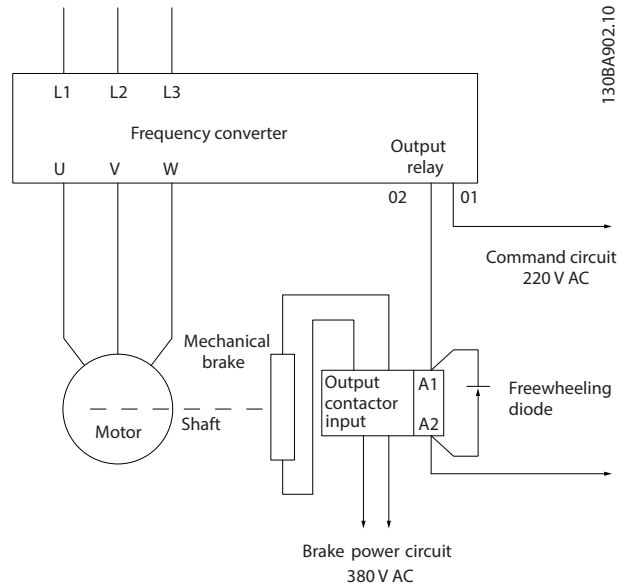 130BA902.10
L1 L2 L3
Frequency converter
Output
relay
U V W
02 01
Command circuit
220 V AC
Mechanical
brake
Output
contactor
input
A1
A2
Freewheeling
diode
Shaft
Motor
Brake power circuit
380 V AC